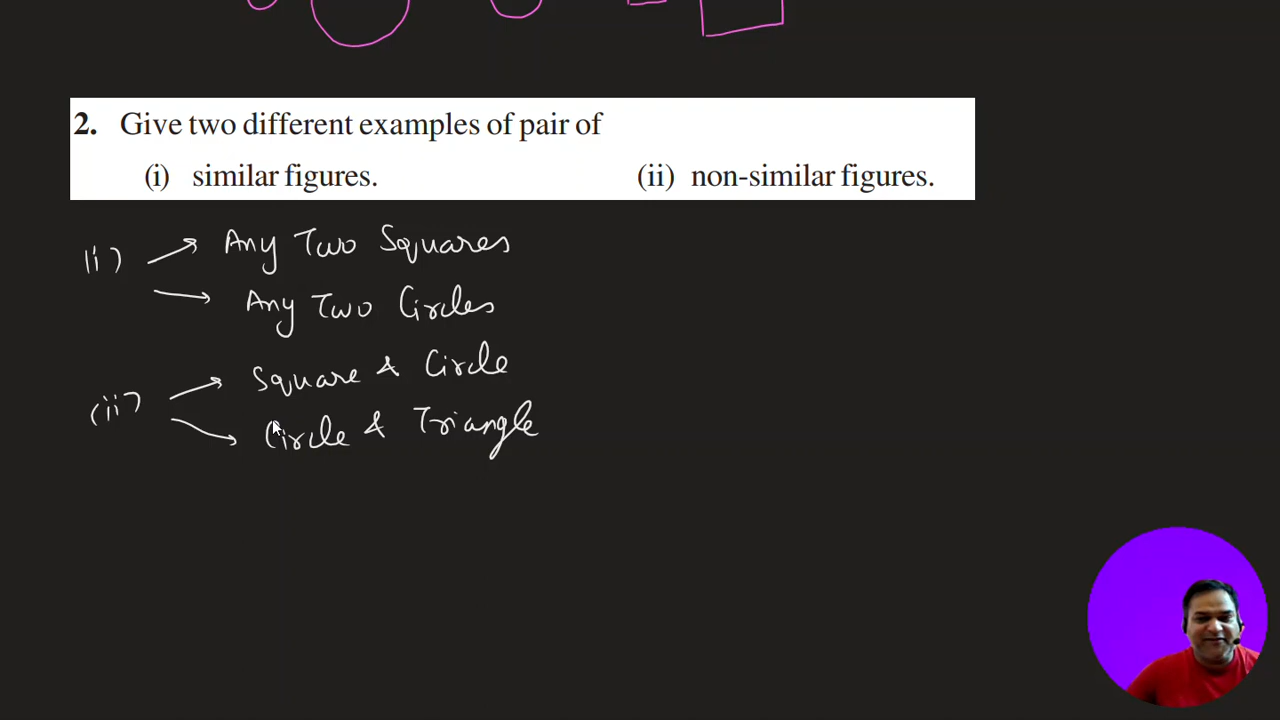 2. Give two different examples of pair of
(i) similar figures. (ii) non-similar figures.
(i) → Any Two Squares
→ Any Two Circles
(ii) → Square & Circle
→ Circle & Triangle